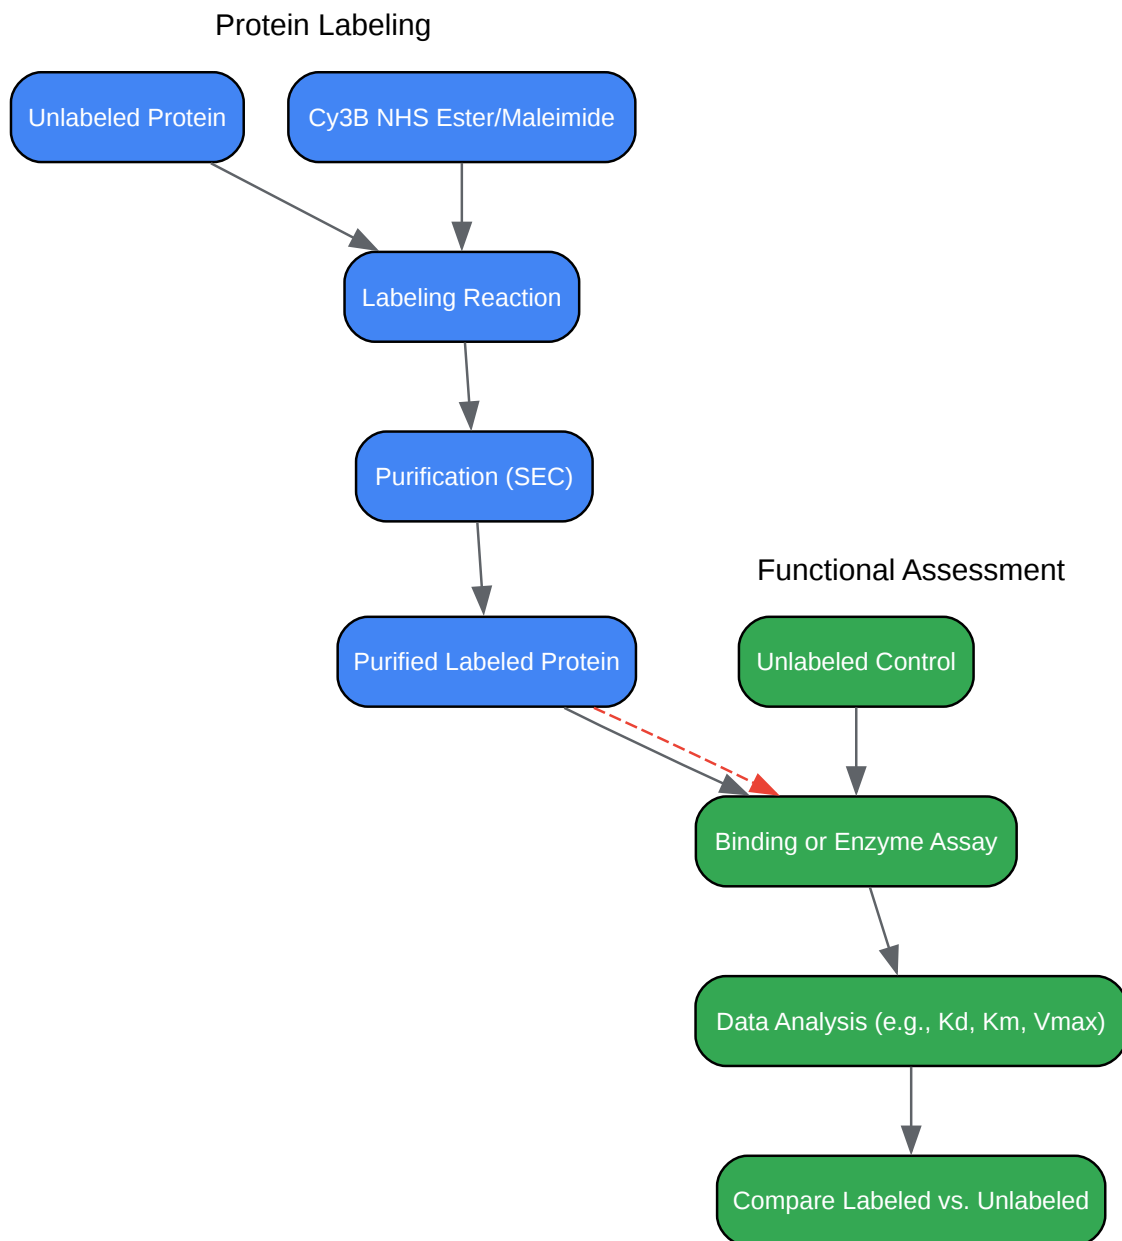 Protein Labeling
Unlabeled Protein
Cy3B NHS Ester/Maleimide
Labeling Reaction
Purification (SEC)
Functional Assessment
Purified Labeled Protein
Unlabeled Control
Binding or Enzyme Assay
Data Analysis (e.g., Kd, Km, Vmax)
Compare Labeled vs. Unlabeled